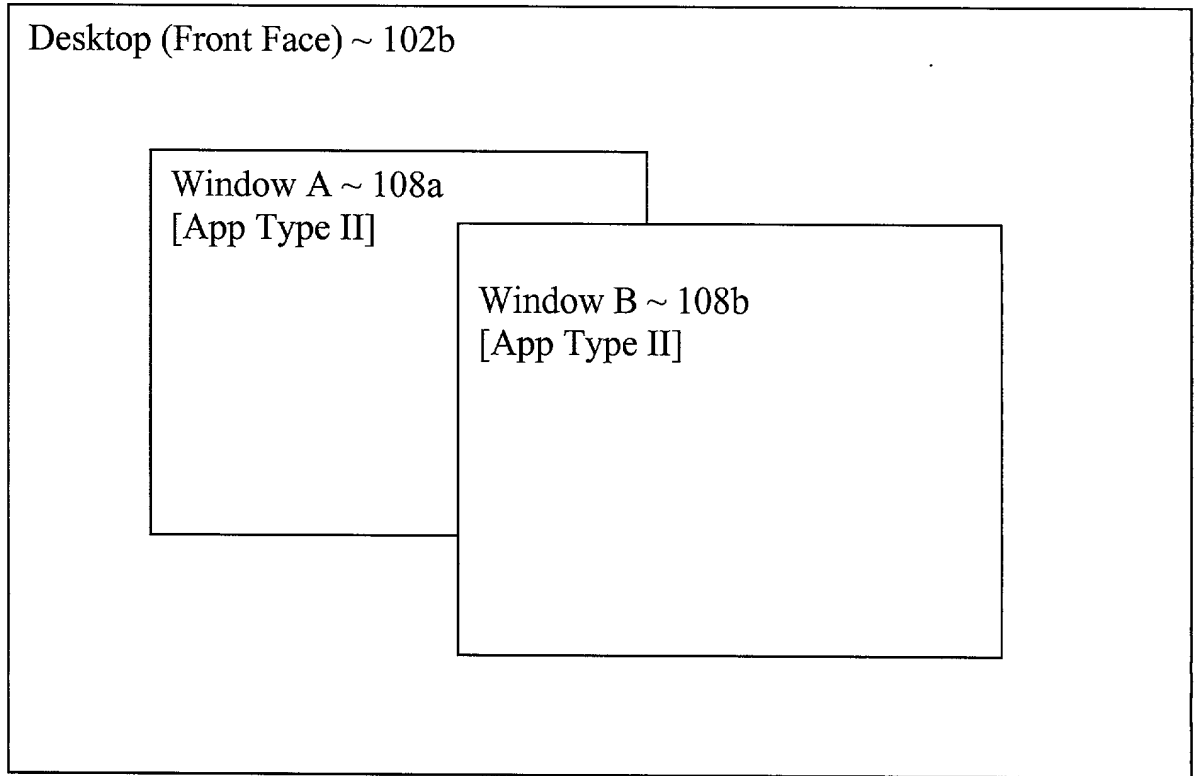 Desktop (Front Face) ~ 102b
Window A ~ 108a
[App Type II]
Window B ~ 108b
[App Type II]